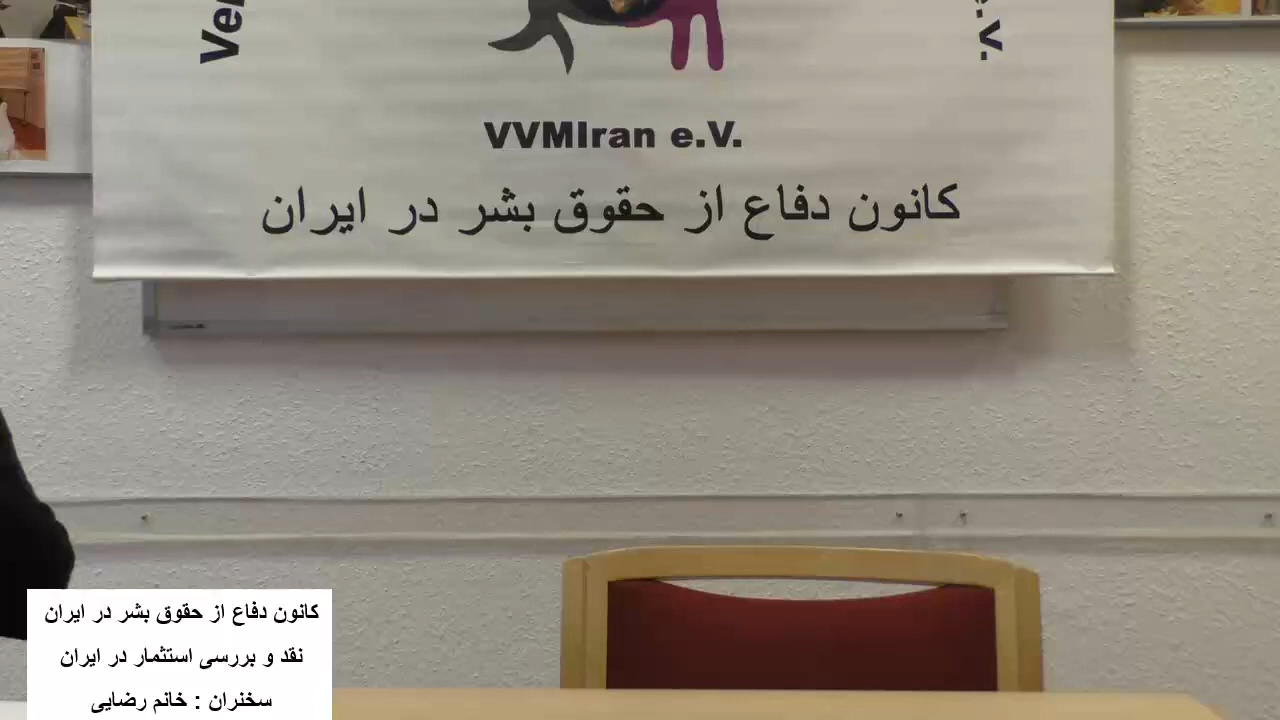 Ver
e.V.
VVMIran e.V.
کانون دفاع از حقوق بشر در ایران
کانون دفاع از حقوق بشر در ایران
نقد و بررسی استثمار در ایران
سخنران : خانم رضایی